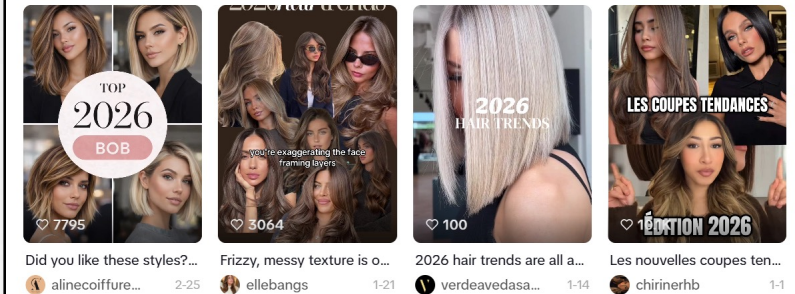 TOP
2026
BOB
7795
Did you like these styles?...
alinecoiffure...
2-25
2026 hair trends
you're exaggerating the face
framing layers
3064
Frizzy, messy texture is o...
ellebangs
1-21
2026
HAIR TRENDS
100
2026 hair trends are all a...
verdeavedasa...
1-14
LES COUPES TENDANCES
ÉDITION 2026
Les nouvelles coupes ten...
chirinerhb
1-1